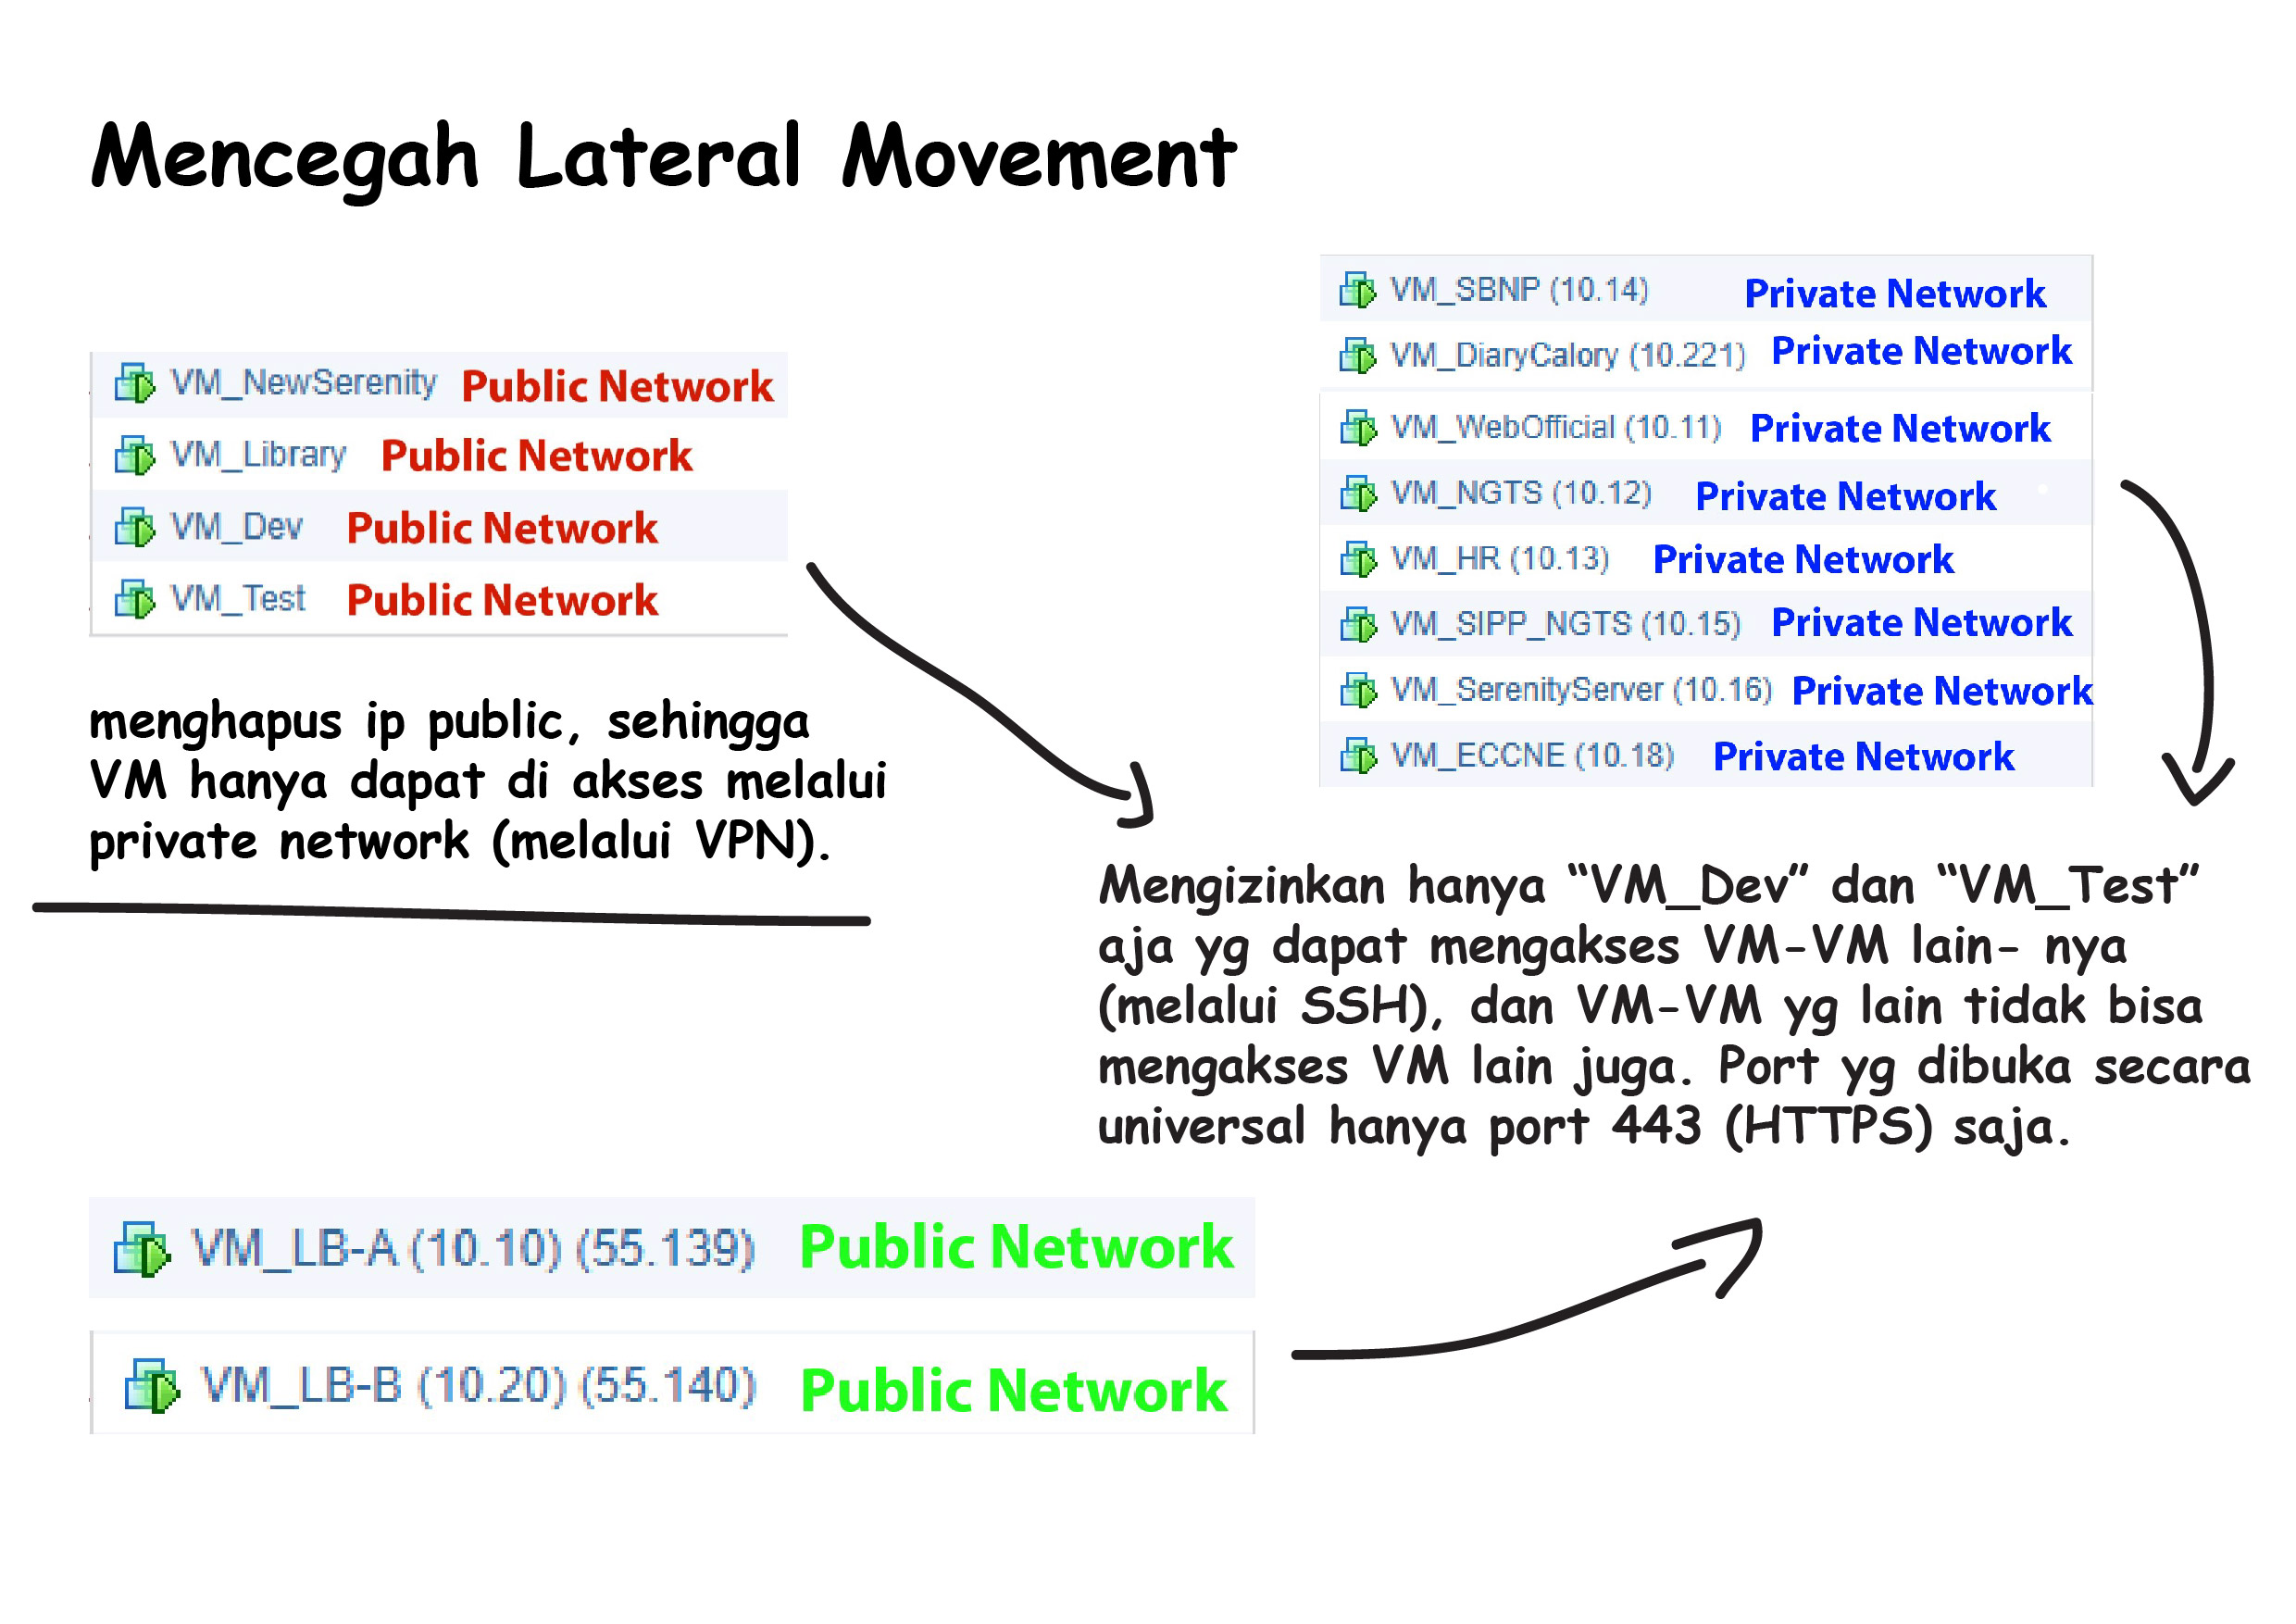 Mencegah Lateral Movement
VM_NewSerenity Public Network
VM_Library Public Network
VM_Dev Public Network
VM_Test Public Network
menghapus ip public, sehingga
VM hanya dapat di akses melalui
private network (melalui VPN).
VM_SBNP (10.14) Private Network
VM_DiaryCalory (10.221) Private Network
VM_WebOfficial (10.11) Private Network
VM_NGTS (10.12) Private Network
VM_HR (10.13) Private Network
VM_SIPP_NGTS (10.15) Private Network
VM_SerenityServer (10.16) Private Network
VM_ECCNE (10.18) Private Network
Mengizinkan hanya “VM_Dev” dan “VM_Test”
aja yg dapat mengakses VM-VM lain- nya
(melalui SSH), dan VM-VM yg lain tidak bisa
mengakses VM lain juga. Port yg dibuka secara
universal hanya port 443 (HTTPS) saja.
VM_LB-A (10.10) (55.139) Public Network
VM_LB-B (10.20) (55.140) Public Network